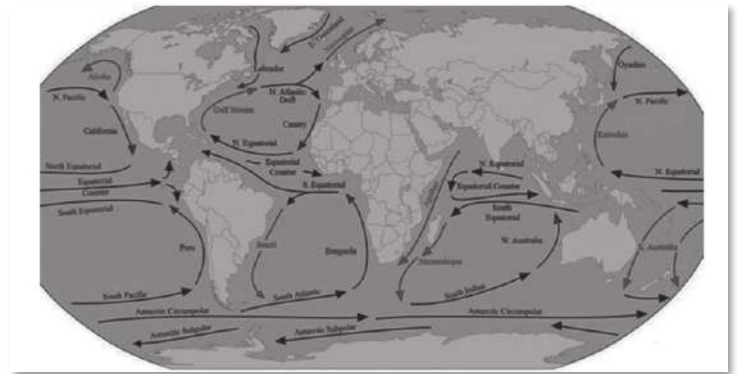 Labrador
E. Greenland
Norwegian
Alaska
Oyashio
N. Pacific
N. Atlantic
Drift
N. Pacific
Gulf Stream
California
Canary
Kuroshio
N. Equatorial
North Equatorial
Equatorial
Counter
N. Equatorial
N. Equatorial
Equatorial
Counter
Equatorial Counter
S. Equatorial
South Equatorial
South
Equatorial
Peru
Brazil
Benguela
W. Australia
E. Australia
Mozambique
South Pacific
South Atlantic
South Indian
Antarctic Circumpolar
Antarctic Circumpolar
Antarctic Subpolar
Antarctic Subpolar